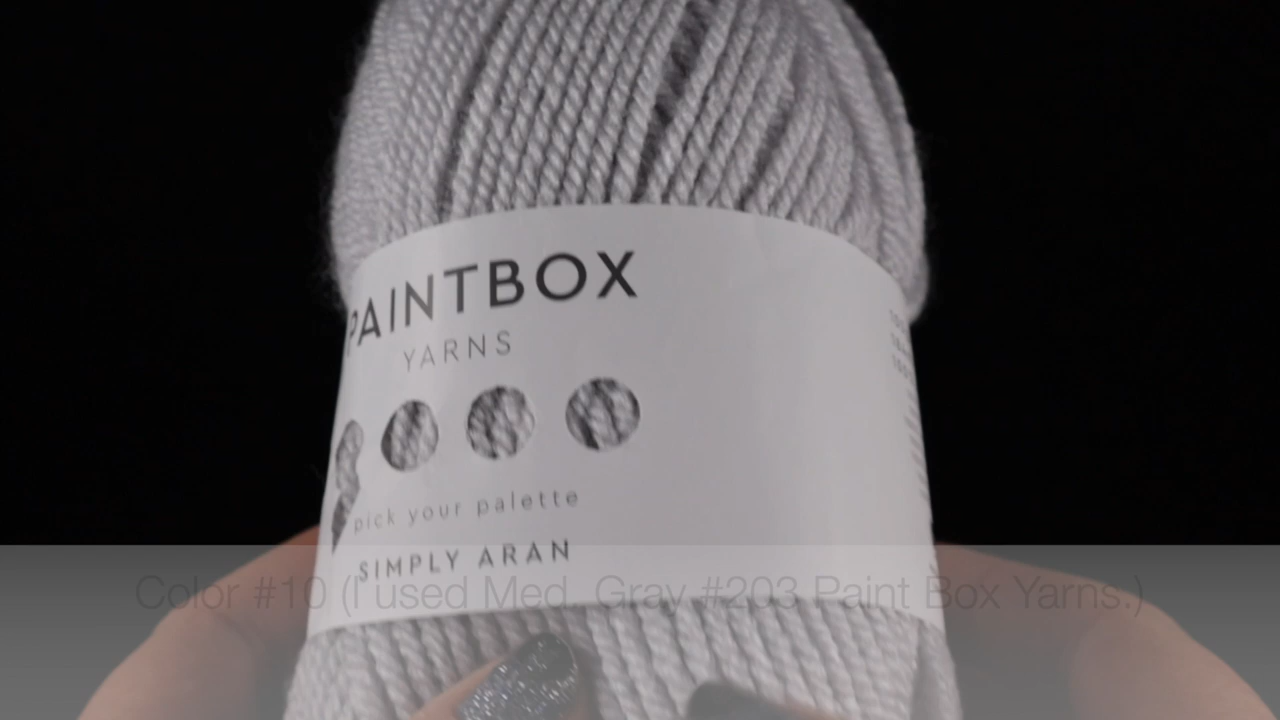 PAINTBOX
YARNS
pick your palette
SIMPLY ARAN
Color #10 (I used Med. Gray #203 Paint Box Yarns.)